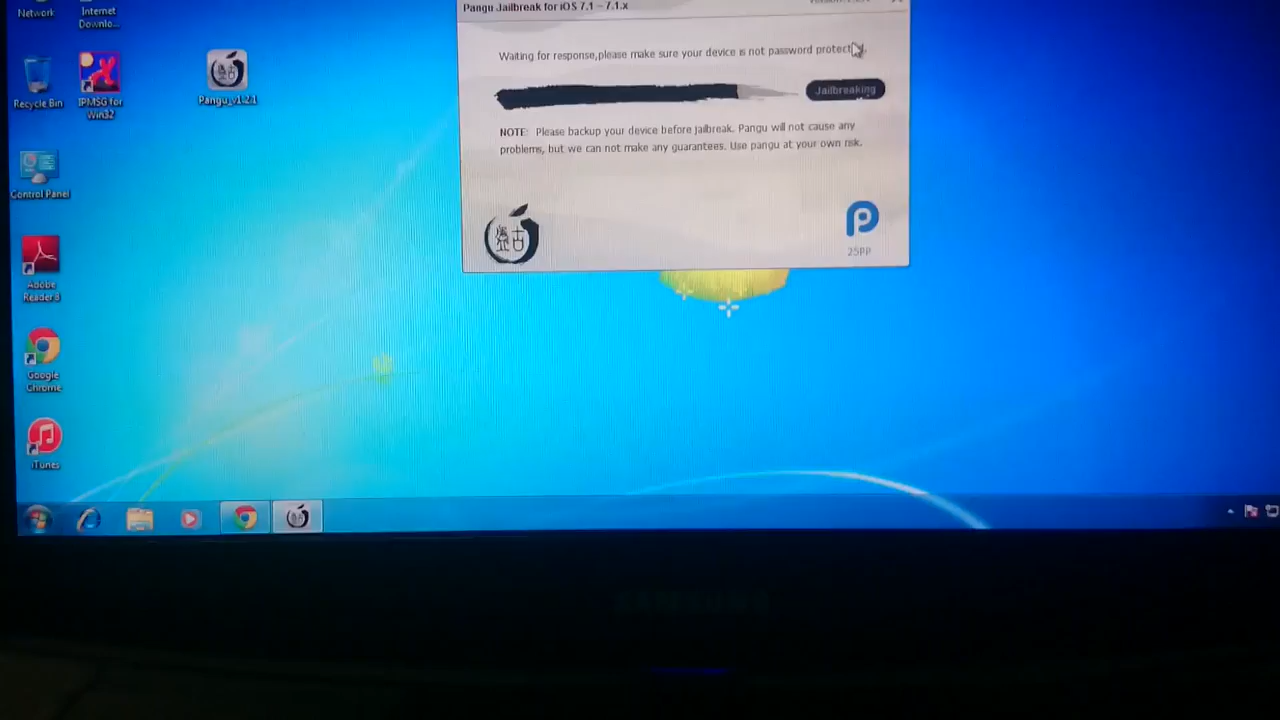 Pangu Jailbreak for iOS 7.1 - 7.1.x
Network
Internet
Downlo...
Waiting for response,please make sure your device is not password
Jailbreaking
Recycle Bin
IPMSG for
Win32
Pangu_v1.2.1
NOTE: Please backup your device before jailbreak. Pangu will not cause any
problems, but we can not make any guarantees. Use pangu at your own risk.
Control Panel
盤古
25PP
Adobe
Reader 8
Google
Chrome
iTunes
SAMSUNG